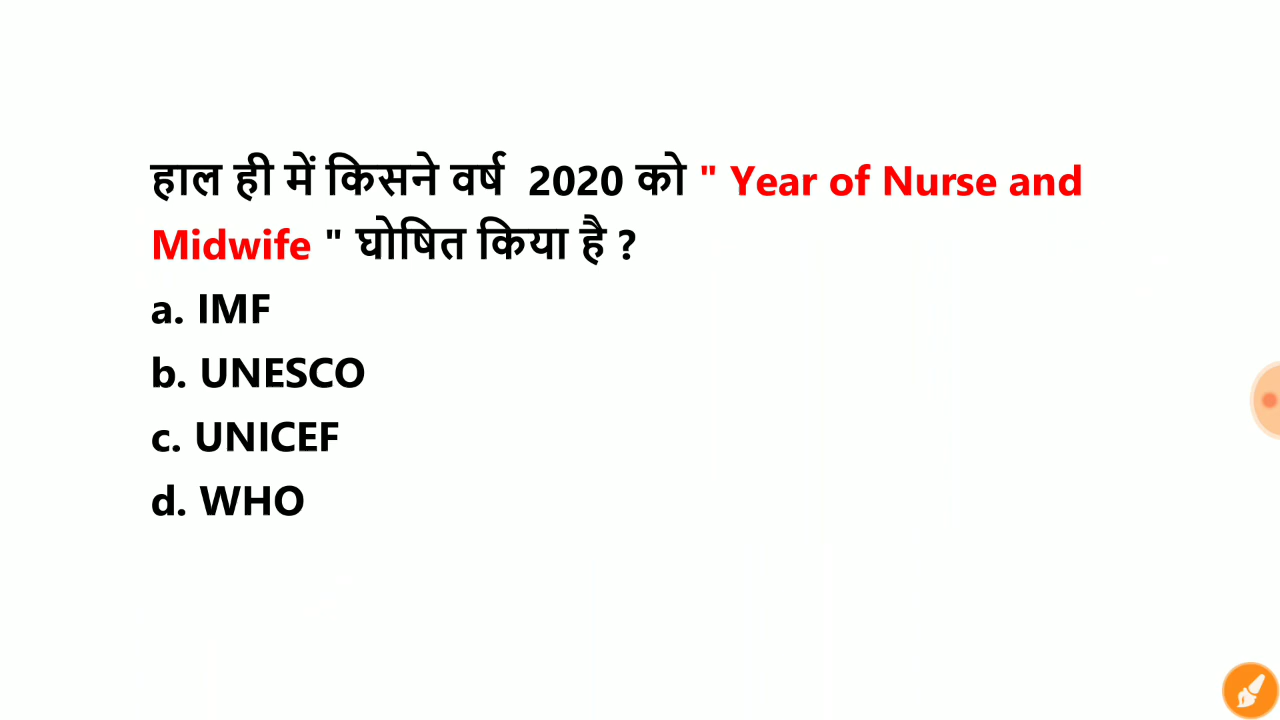 हाल ही में किसने वर्ष 2020 को " Year of Nurse and
Midwife " घोषित किया है ?
a. IMF
b. UNESCO
c. UNICEF
d. WHO